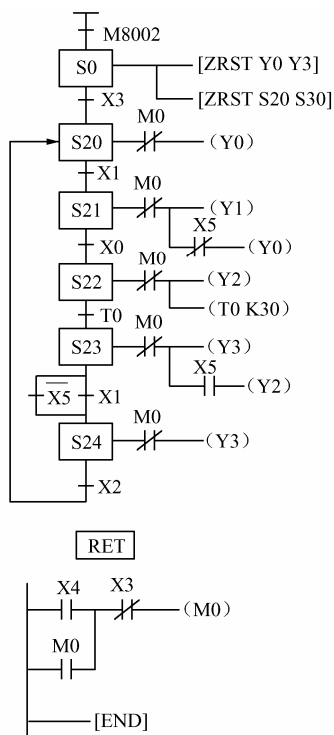 M8002
S0 [ZRST Y0 Y3]
X3 [ZRST S20 S30]
M0
S20 (Y0)
X1
M0
S21 (Y1)
X5
X0 (Y0)
M0
S22 (Y2)
T0 (T0 K30)
M0
S23 (Y3)
X5
X5 X1 (Y2)
M0
S24 (Y3)
X2
RET
X4 X3
(M0)
M0
[END]